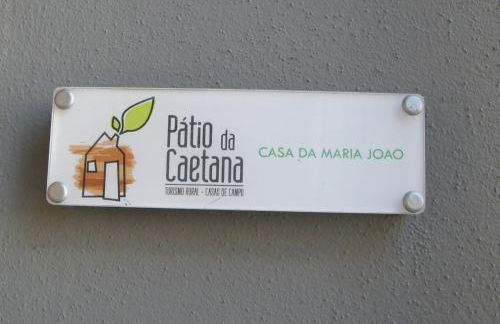 Pátio da
Caetana
TURISMO RURAL - CASAS DE CAMPO
CASA DA MARIA JOAO